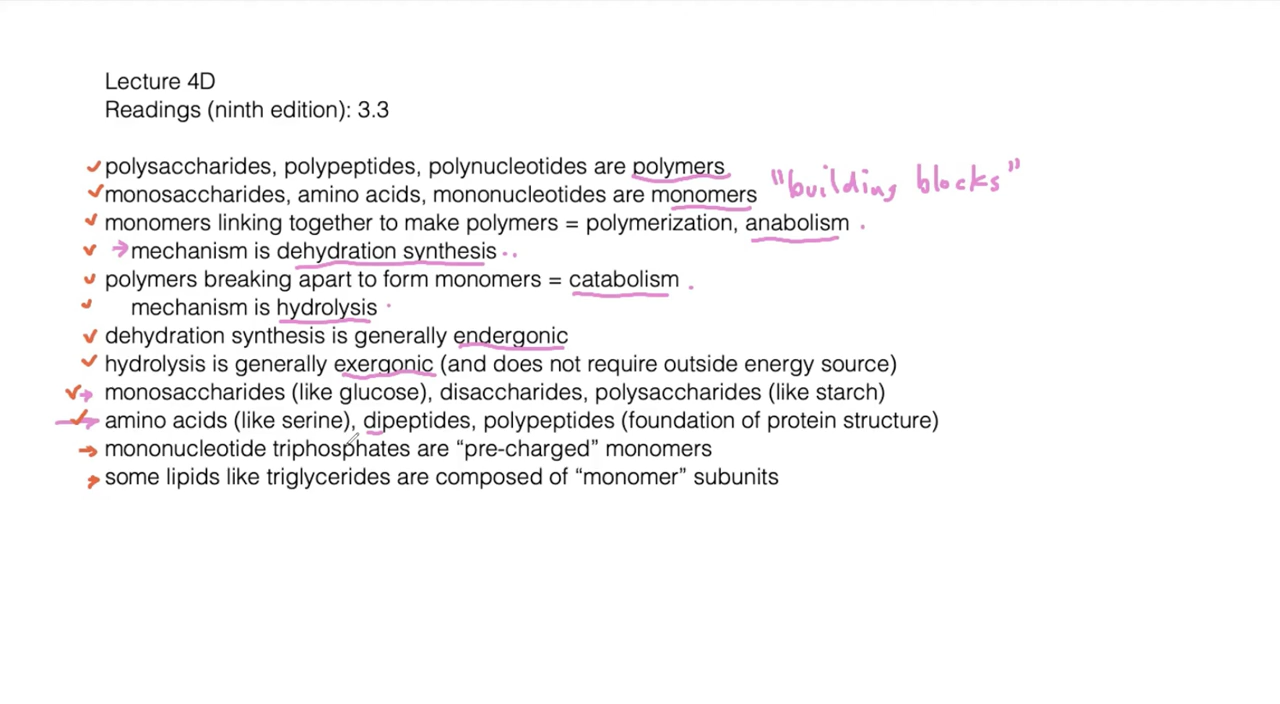 Lecture 4D
Readings (ninth edition): 3.3
polysaccharides, polypeptides, polynucleotides are polymers
"building blocks"
monosaccharides, amino acids, mononucleotides are monomers
monomers linking together to make polymers = polymerization, anabolism
mechanism is dehydration synthesis
polymers breaking apart to form monomers = catabolism
mechanism is hydrolysis
dehydration synthesis is generally endergonic
hydrolysis is generally exergonic (and does not require outside energy source)
monosaccharides (like glucose), disaccharides, polysaccharides (like starch)
amino acids (like serine), dipeptides, polypeptides (foundation of protein structure)
mononucleotide triphosphates are “pre-charged” monomers
some lipids like triglycerides are composed of “monomer” subunits